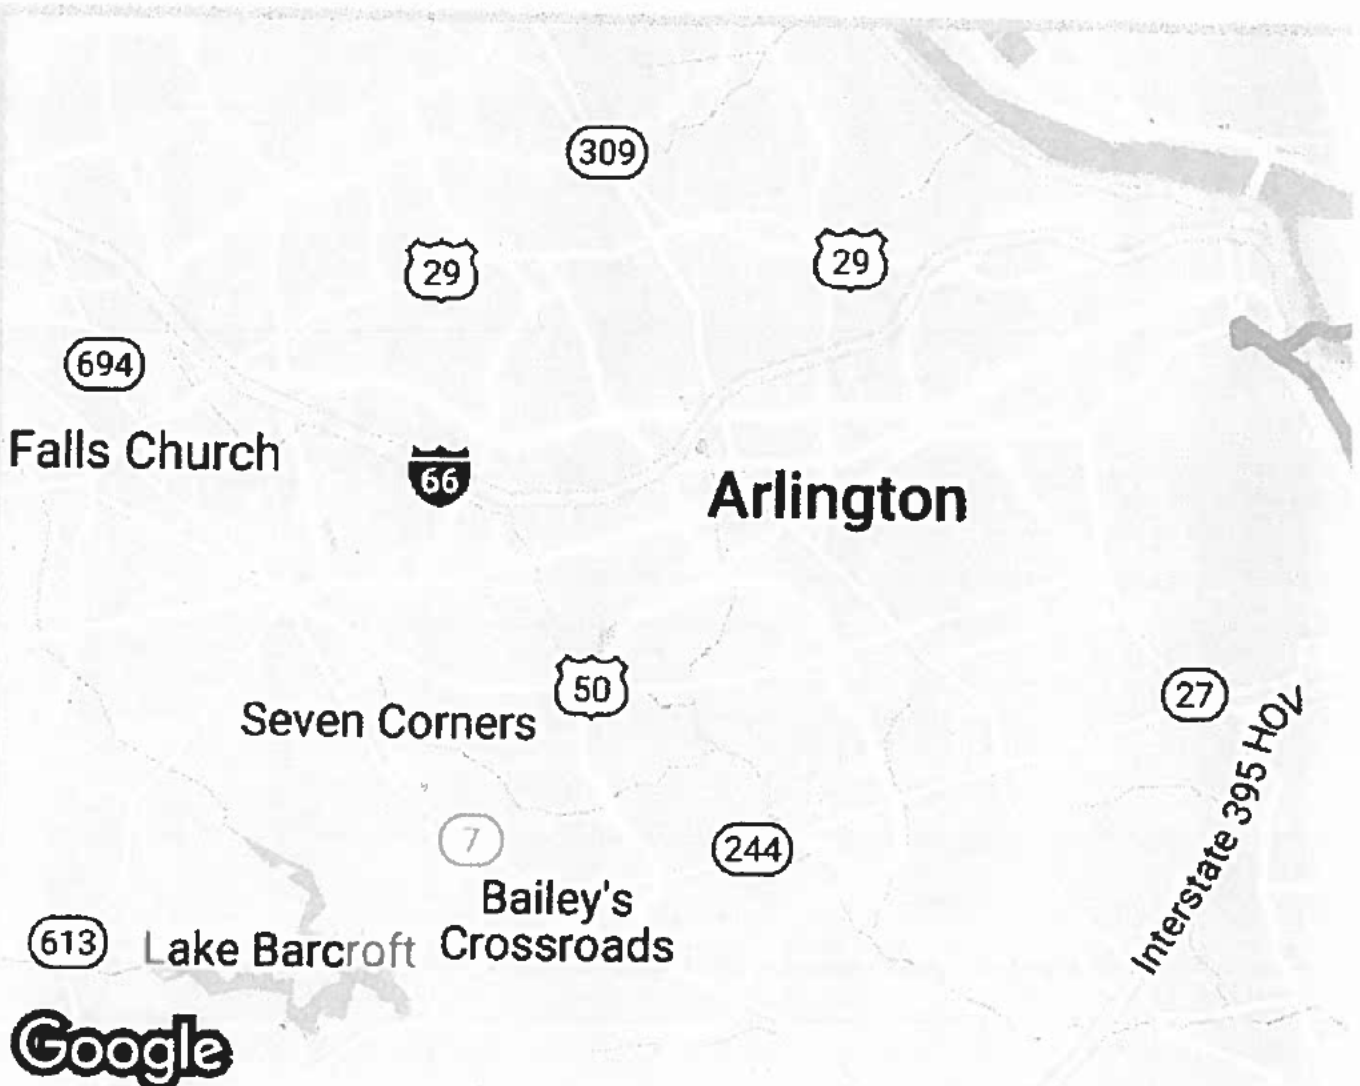 309
29
29
694
Falls Church
66
Arlington
50
27
Seven Corners
Interstate 395 HOV
7
244
Bailey's
Crossroads
613
Lake Barcroft
Google